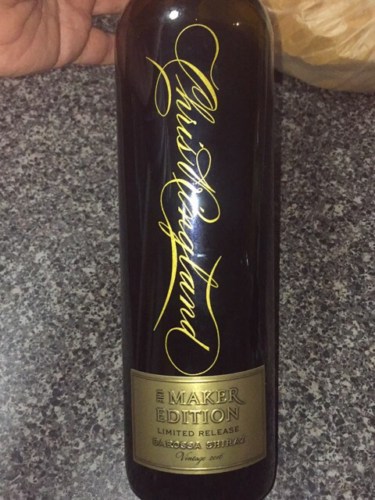 Chris Ringland
THE MAKER
EDITION
LIMITED RELEASE
BAROSSA SHIRAZ
Vintage